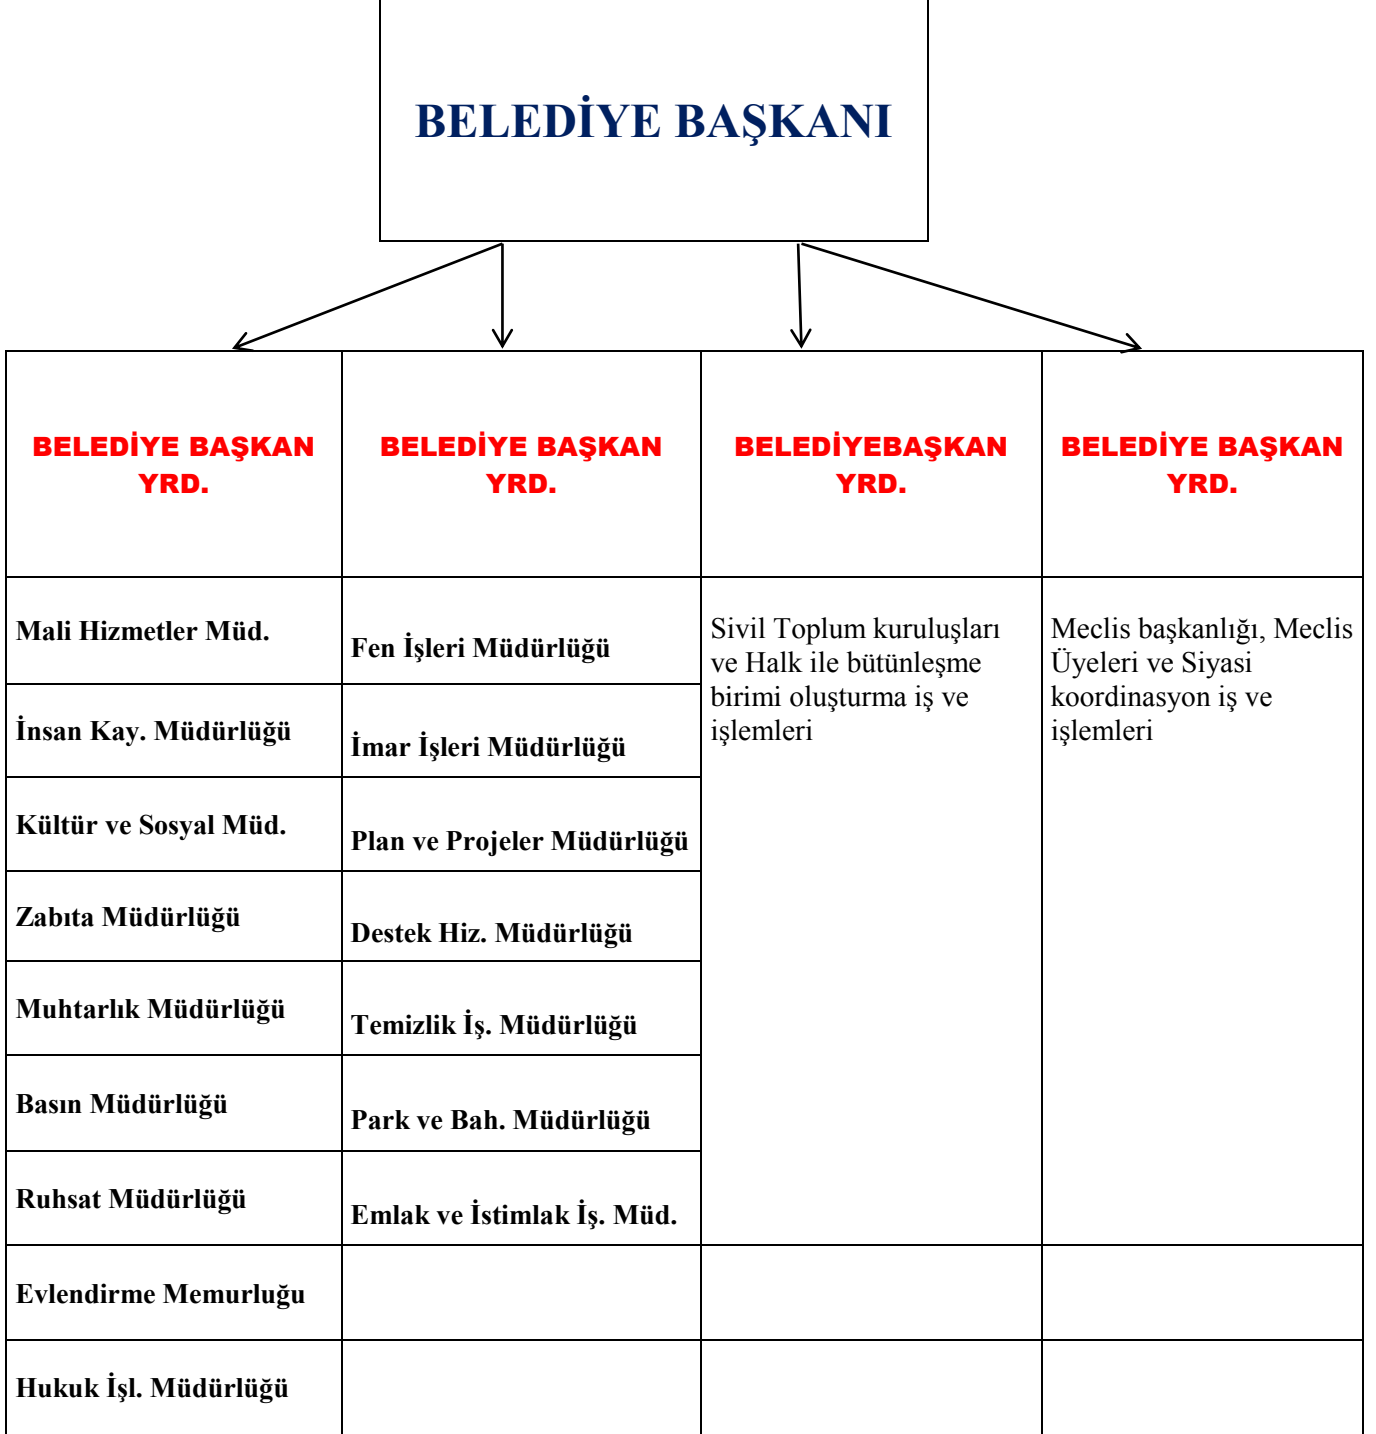 BELEDİYE BAŞKANI
BELEDİYE BAŞKAN
YRD.
BELEDİYE BAŞKAN
YRD.
BELEDİYEBAŞKAN
YRD.
BELEDİYE BAŞKAN
YRD.
Mali Hizmetler Müd.
Fen İşleri Müdürlüğü
Sivil Toplum kuruluşları
ve Halk ile bütünleşme
birimi oluşturma iş ve
işlemleri
Meclis başkanlığı, Meclis
Üyeleri ve Siyasi
koordinasyon iş ve
işlemleri
İnsan Kay. Müdürlüğü
İmar İşleri Müdürlüğü
Kültür ve Sosyal Müd.
Plan ve Projeler Müdürlüğü
Zabıta Müdürlüğü
Destek Hiz. Müdürlüğü
Muhtarlık Müdürlüğü
Temizlik İş. Müdürlüğü
Basın Müdürlüğü
Park ve Bah. Müdürlüğü
Ruhsat Müdürlüğü
Emlak ve İstimlak İş. Müd.
Evlendirme Memurluğu
Hukuk İşl. Müdürlüğü